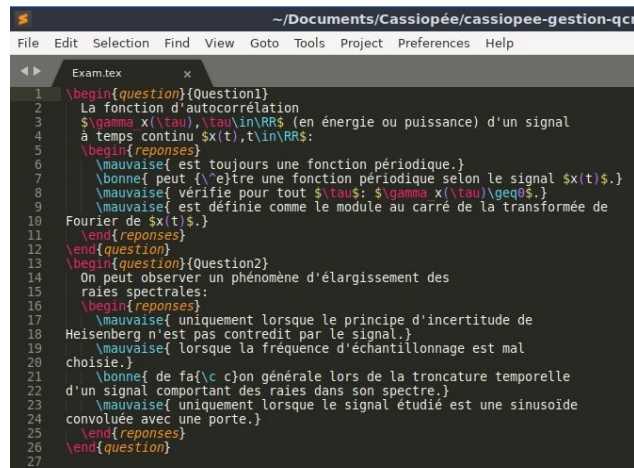 ~/Documents/Cassiopée/cassiopee-gestion-qcm
File Edit Selection Find View Goto Tools Project Preferences Help
Exam.tex ×
1 \begin{question}{Question1}
2 La fonction d'autocorrélation
3 $\gamma_x(\tau),\tau\in\RR$ (en énergie ou puissance) d'un signal
4 à temps continu $x(t),t\in\RR$:
5 \begin{reponses}
6 \mauvaise{ est toujours une fonction périodique.}
7 \bonne{ peut {\^e}tre une fonction périodique selon le signal $x(t)$.}
8 \mauvaise{ vérifie pour tout $\tau$: $\gamma_x(\tau)\geq0$.}
9 \mauvaise{ est définie comme le module au carré de la transformée de
10 Fourier de $x(t)$.}
11 \end{reponses}
12 \end{question}
13 \begin{question}{Question2}
14 On peut observer un phénomène d'élargissement des
15 raies spectrales:
16 \begin{reponses}
17 \mauvaise{ uniquement lorsque le principe d'incertitude de
18 Heisenberg n'est pas contredit par le signal.}
19 \mauvaise{ lorsque la fréquence d'échantillonnage est mal
20 choisie.}
21 \bonne{ de fa{\c c}on générale lors de la troncature temporelle
22 d'un signal comportant des raies dans son spectre.}
23 \mauvaise{ uniquement lorsque le signal étudié est une sinusoïde
24 convoluée avec une porte.}
25 \end{reponses}
26 \end{question}
27